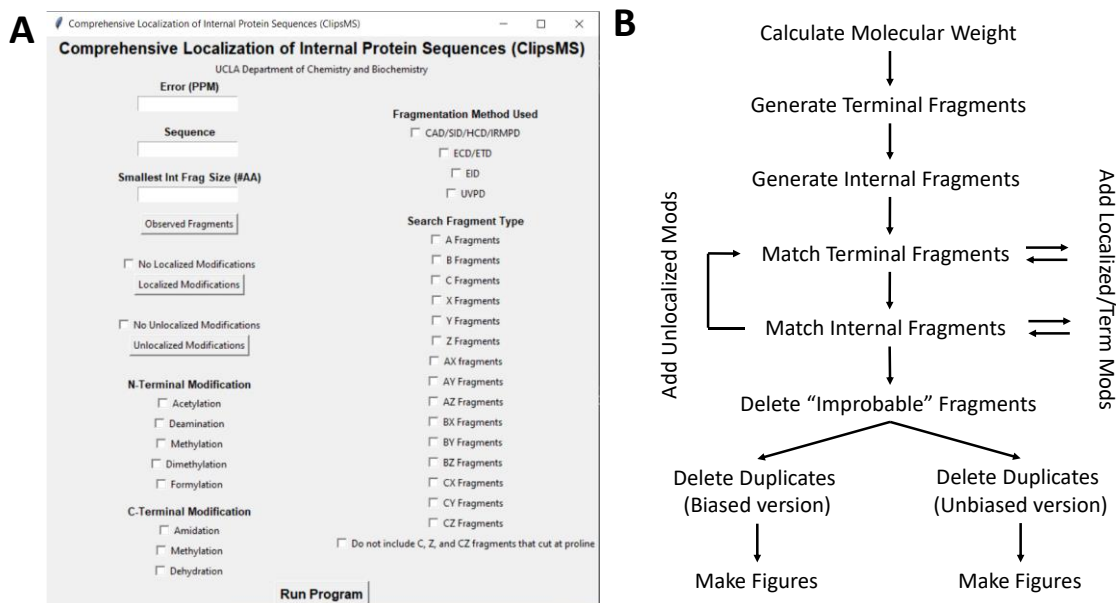 A
Comprehensive Localization of Internal Protein Sequences (ClipsMS)
Comprehensive Localization of Internal Protein Sequences (ClipsMS)
UCLA Department of Chemistry and Biochemistry
Error (PPM)
Sequence
Smallest Int Frag Size (#AA)
Observed Fragments
No Localized Modifications
Localized Modifications
No Unlocalized Modifications
Unlocalized Modifications
N-Terminal Modification
Acetylation
Deamination
Methylation
Dimethylation
Formylation
C-Terminal Modification
Amidation
Methylation
Dehydration
Fragmentation Method Used
CAD/SID/HCD/IRMPD
ECD/ETD
EID
UVPD
Search Fragment Type
A Fragments
B Fragments
C Fragments
X Fragments
Y Fragments
Z Fragments
AX fragments
AY Fragments
AZ Fragments
BX Fragments
BY Fragments
BZ Fragments
CX Fragments
CY Fragments
CZ Fragments
Do not include C, Z, and CZ fragments that cut at proline
Run Program
B
Calculate Molecular Weight
Generate Terminal Fragments
Generate Internal Fragments
Match Terminal Fragments
Match Internal Fragments
Add Unlocalized Mods
Add Localized/Term Mods
Delete “Improbable” Fragments
Delete Duplicates
(Biased version)
Make Figures
Delete Duplicates
(Unbiased version)
Make Figures